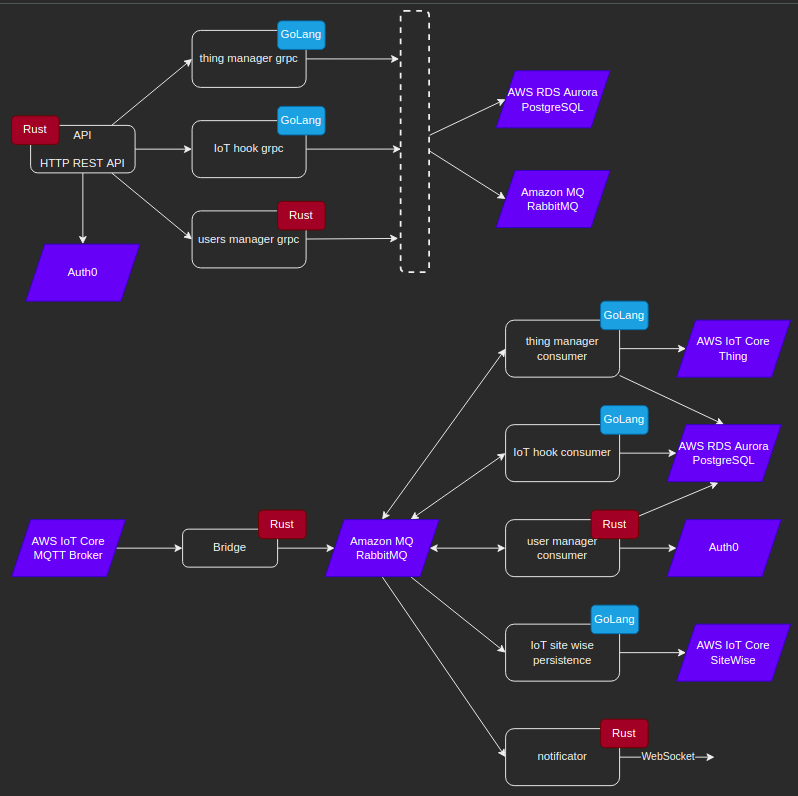 GoLang
thing manager grpc
GoLang
IoT hook grpc
Rust
users manager grpc
Rust
API
HTTP REST API
Auth0
AWS RDS Aurora
PostgreSQL
Amazon MQ
RabbitMQ
GoLang
thing manager
consumer
AWS IoT Core
Thing
GoLang
IoT hook consumer
AWS RDS Aurora
PostgreSQL
AWS IoT Core
MQTT Broker
Rust
Bridge
Amazon MQ
RabbitMQ
Rust
user manager
consumer
Auth0
GoLang
IoT site wise
persistence
AWS IoT Core
SiteWise
Rust
notificator
WebSocket